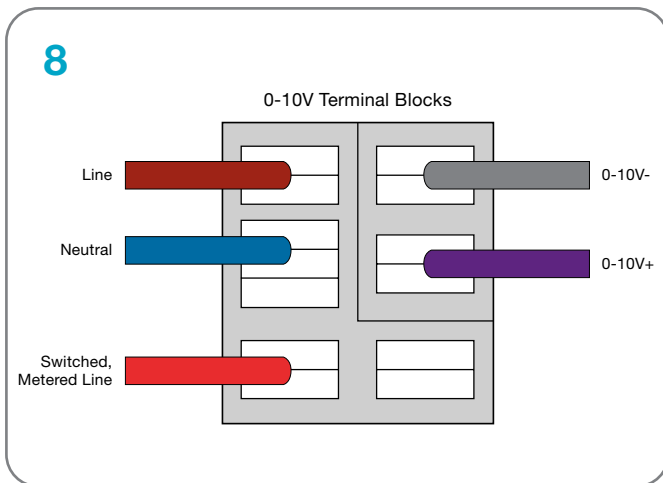 8
0-10V Terminal Blocks
Line
0-10V-
Neutral
0-10V+
Switched,
Metered Line